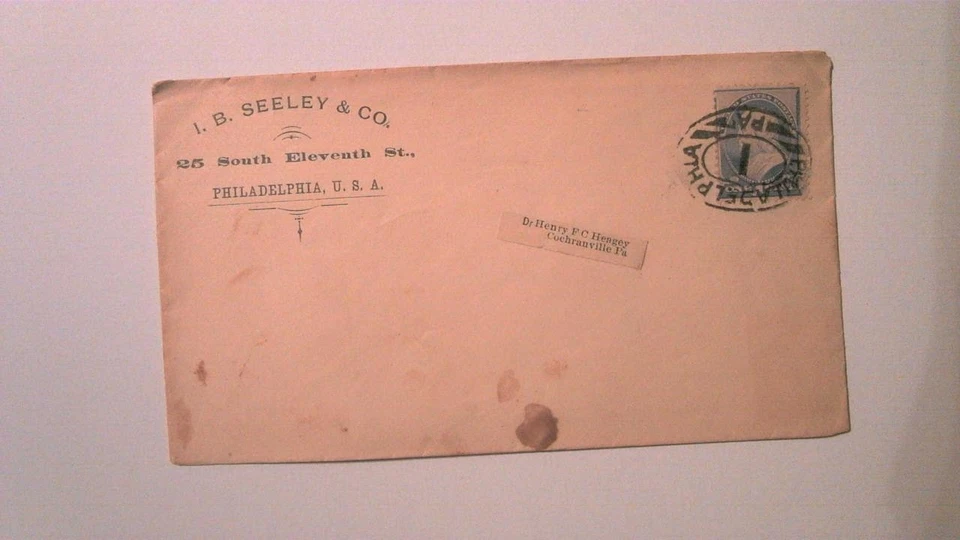 I. B. SEELEY & CO.
25 South Eleventh St.,
PHILADELPHIA, U. S. A.
PHILADELPHIA
PA
1
Dr Henry F C Heagey
Cochranville Pa